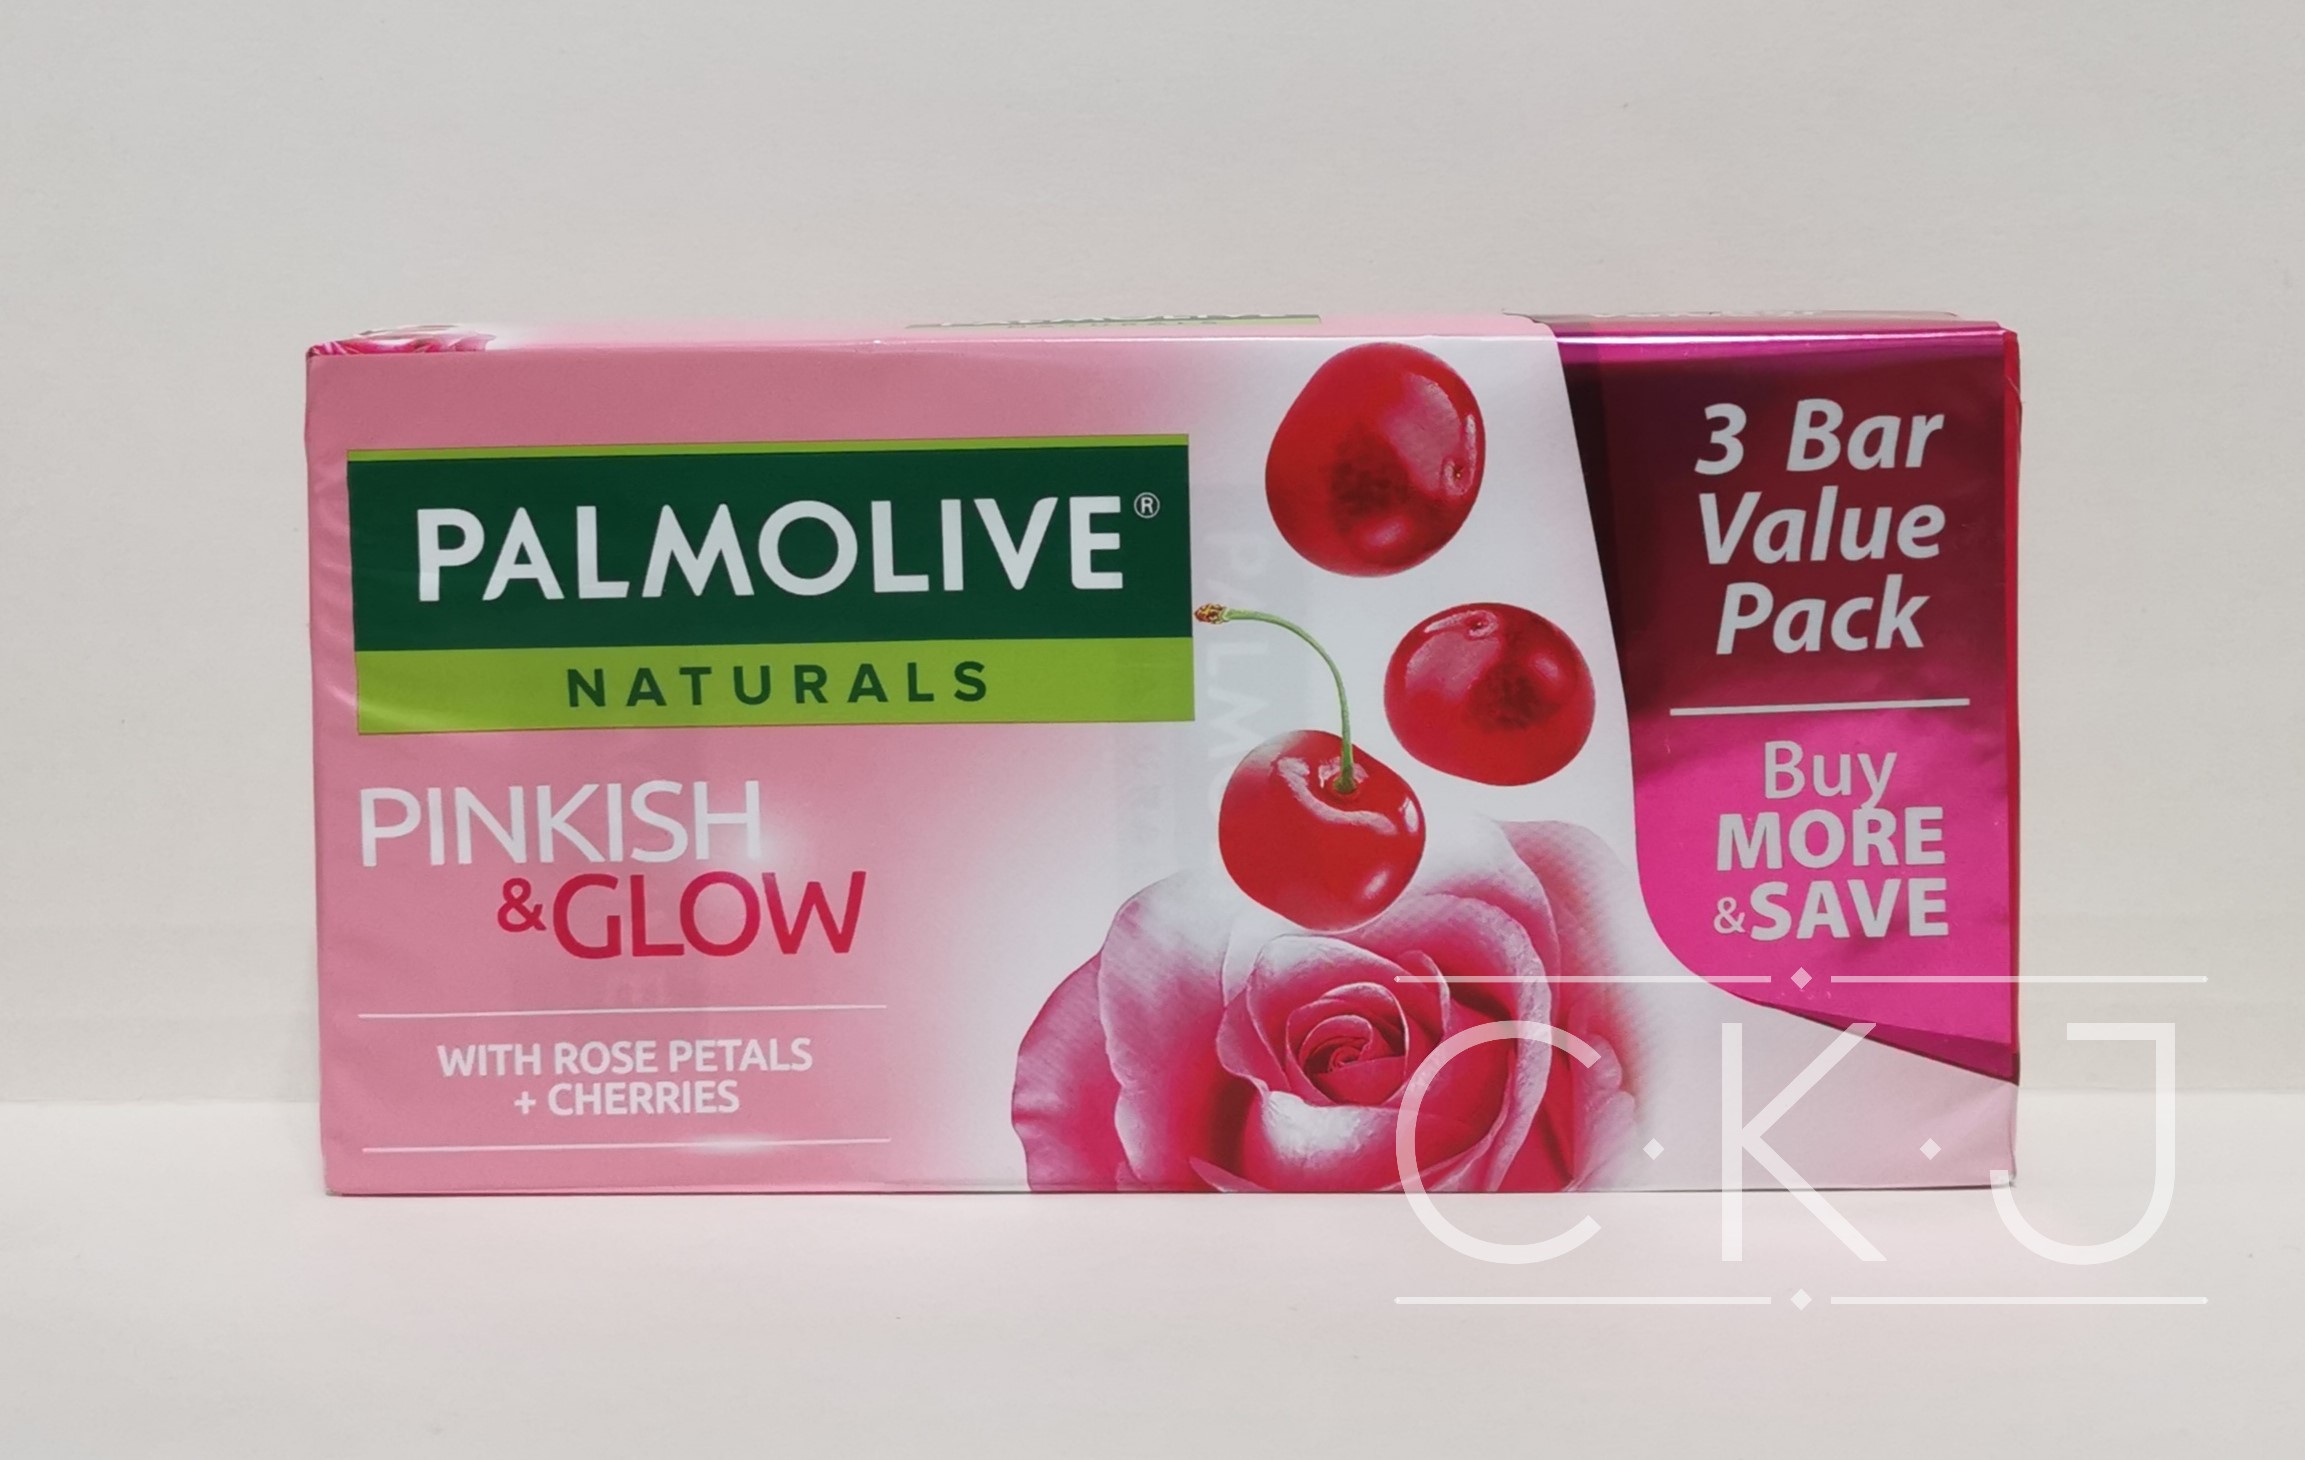 PALMOLIVE®
NATURALS
PINKISH
&GLOW
WITH ROSE PETALS
+ CHERRIES
3 Bar
Value
Pack
Buy
MORE
&SAVE
C·K·J